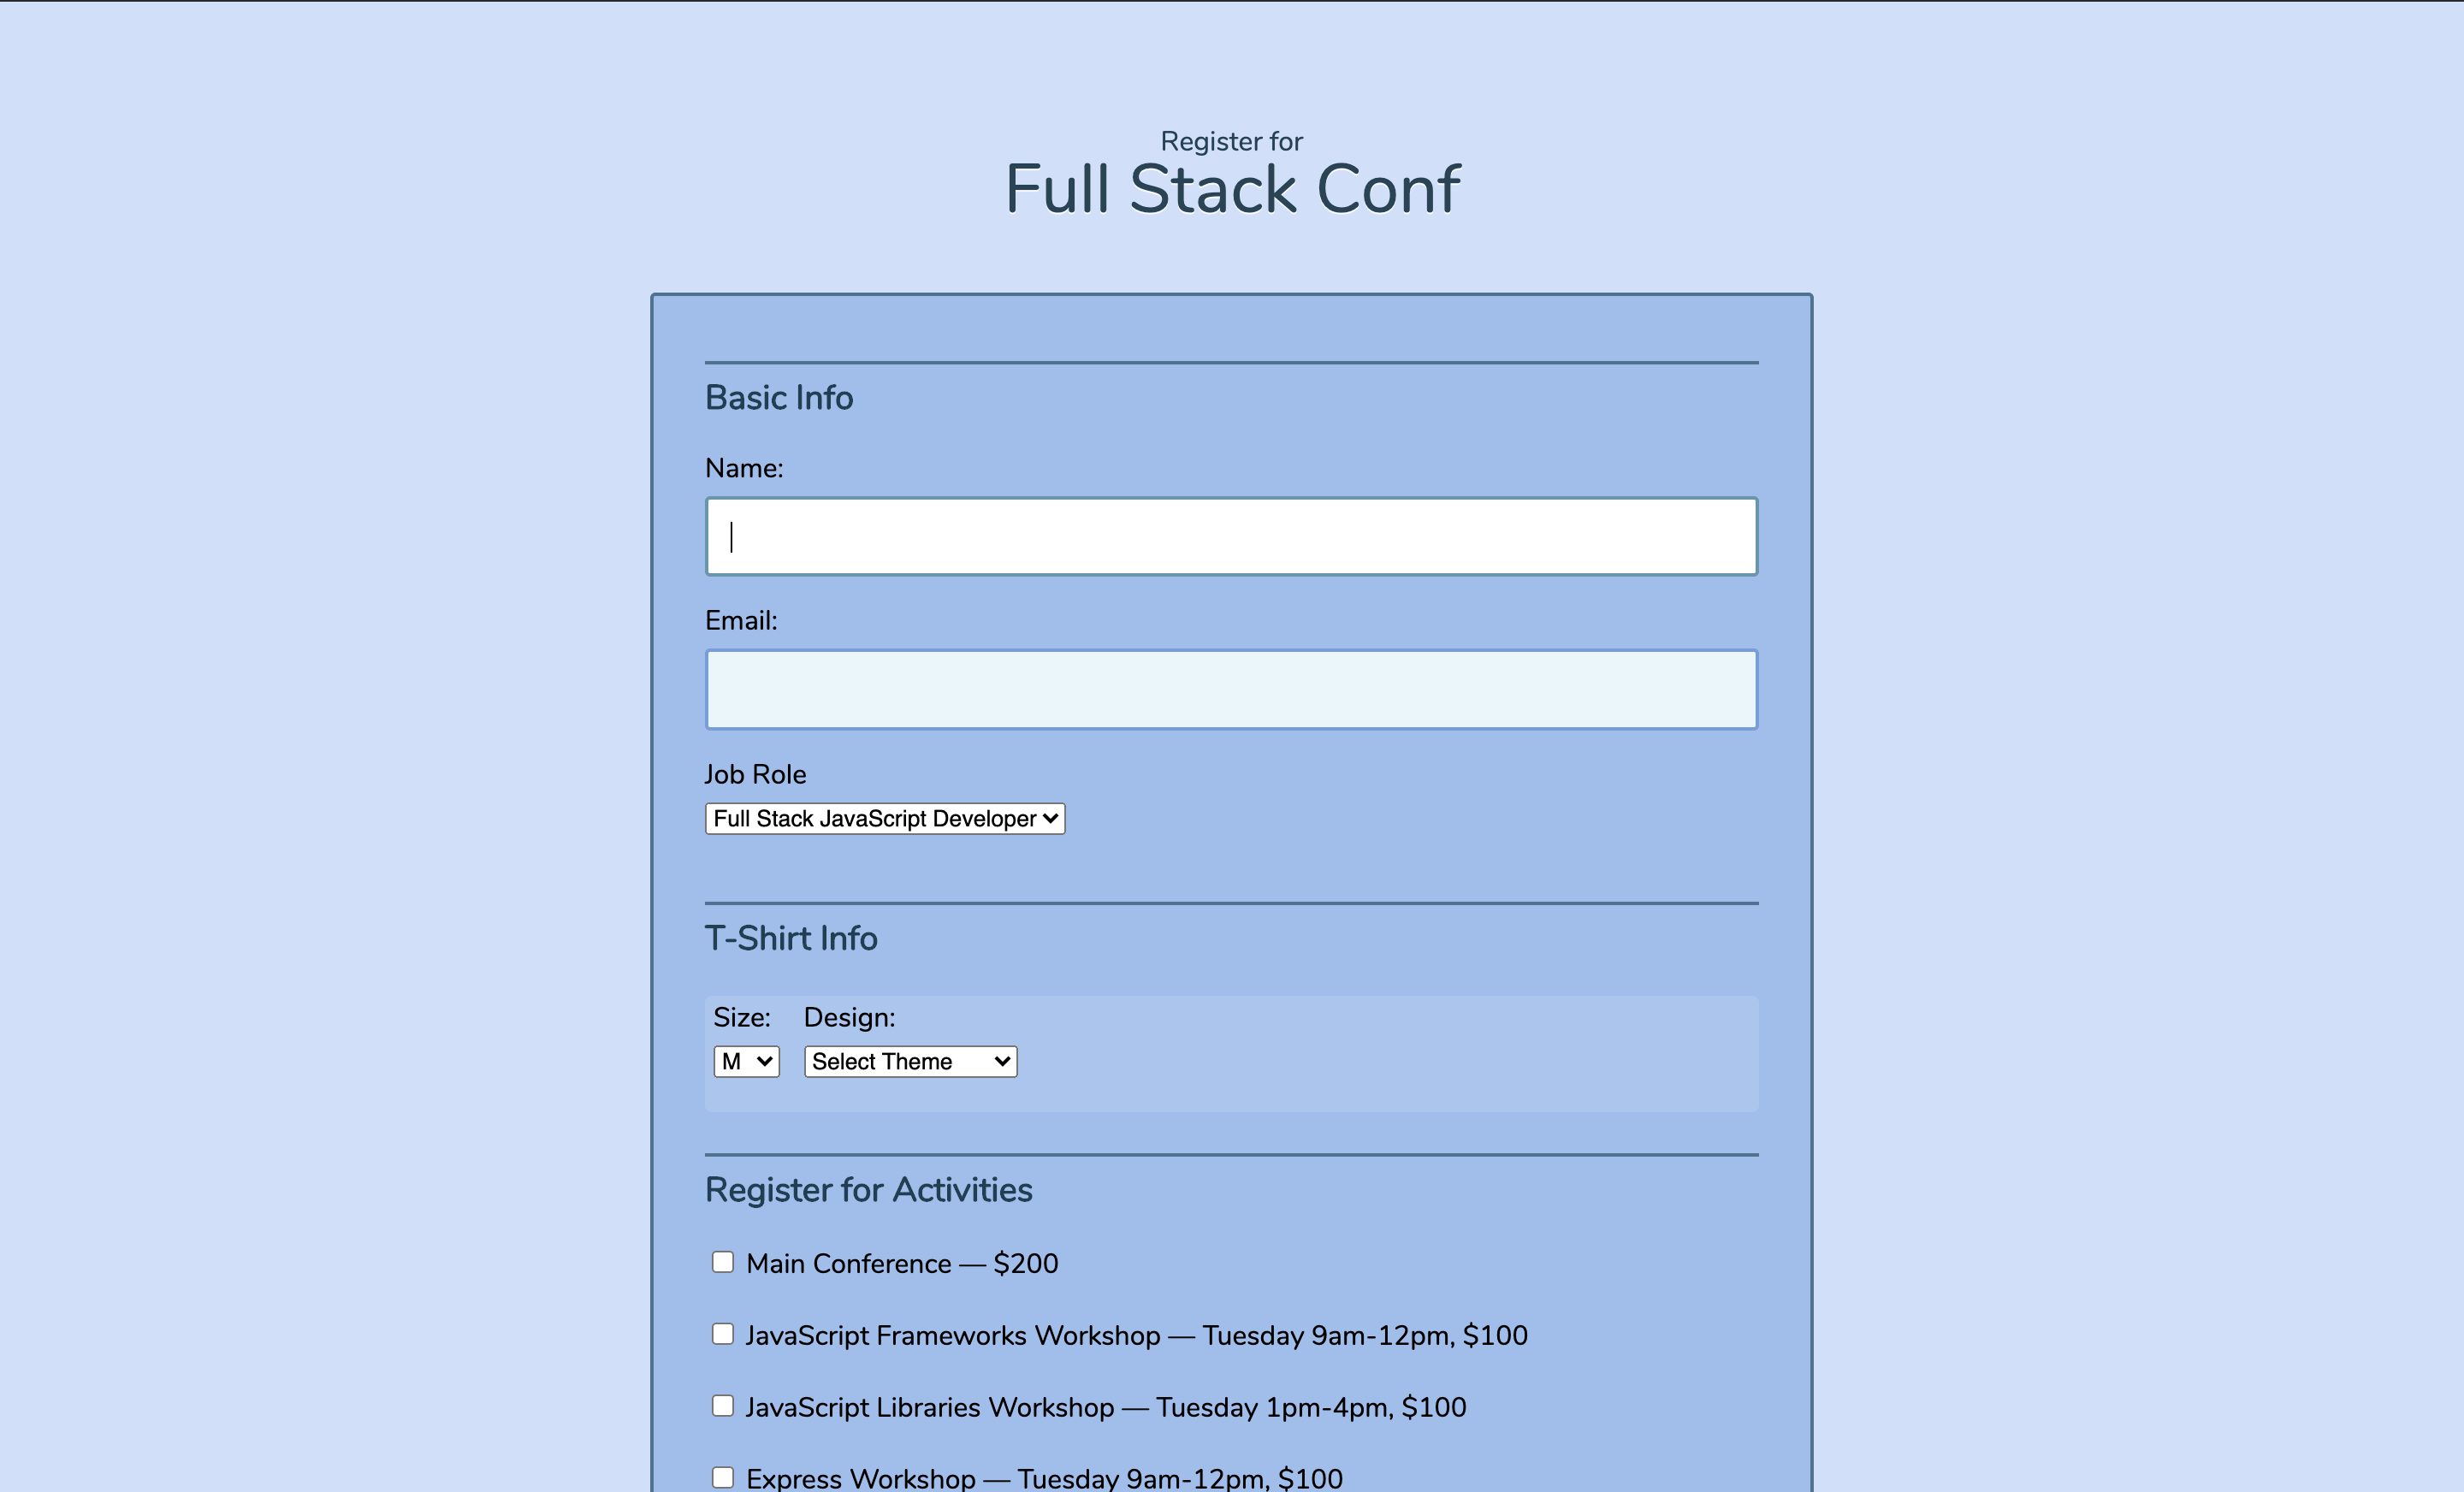 Register for
Full Stack Conf
Basic Info
Name:
Email:
Job Role
Full Stack JavaScript Developer
T-Shirt Info
Size: Design:
M Select Theme
Register for Activities
Main Conference — $200
JavaScript Frameworks Workshop — Tuesday 9am-12pm, $100
JavaScript Libraries Workshop — Tuesday 1pm-4pm, $100
Express Workshop — Tuesday 9am-12pm, $100